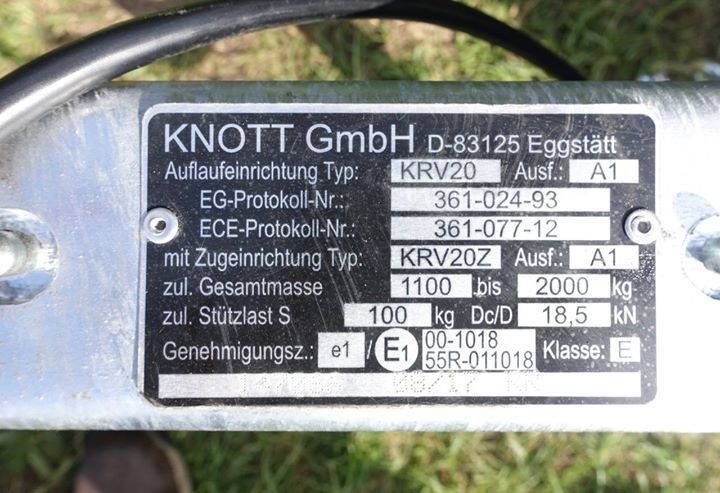 KNOTT GmbH D-83125 Eggstätt
Auflaufeinrichtung Typ: KRV20 Ausf.: A1
EG-Protokoll-Nr.: 361-024-93
ECE-Protokoll-Nr.: 361-077-12
mit Zugeinrichtung Typ: KRV20Z Ausf.: A1
zul. Gesamtmasse 1100 bis 2000 kg
zul. Stützlast S 100 kg Dc/D 18,5 kN
Genehmigungsz.: e1 / E1 00-1018 Klasse: E
55R-011018
08/17